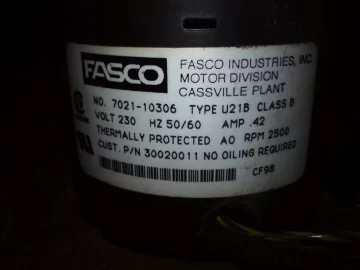 FASCO
FASCO INDUSTRIES, INC.
MOTOR DIVISION
CASSVILLE PLANT
NO. 7021-10306 TYPE U21B CLASS B
VOLT 230 HZ 50/60 AMP .42
THERMALLY PROTECTED AO RPM 2500
CUST. P/N 30020011 NO OILING REQUIRED
CF98